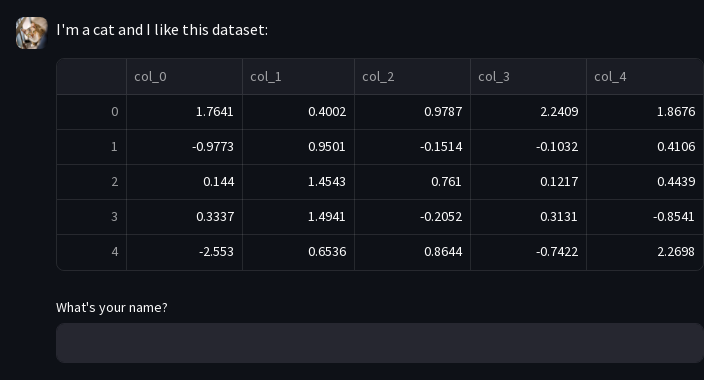 I'm a cat and I like this dataset:
col_0 col_1 col_2 col_3 col_4
0 1.7641 0.4002 0.9787 2.2409 1.8676
1 -0.9773 0.9501 -0.1514 -0.1032 0.4106
2 0.144 1.4543 0.761 0.1217 0.4439
3 0.3337 1.4941 -0.2052 0.3131 -0.8541
4 -2.553 0.6536 0.8644 -0.7422 2.2698
What's your name?